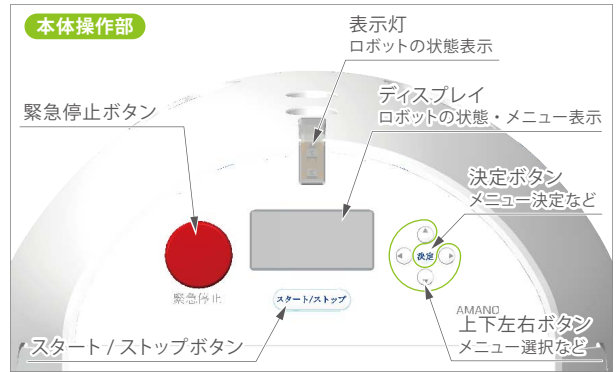 本体操作部
表示灯
ロボットの状態表示
ディスプレイ
ロボットの状態・メニュー表示
緊急停止ボタン
決定ボタン
メニュー決定など
決定
緊急停止
スタート/ストップ
AMANO
上下左右ボタン
メニュー選択など
スタート / ストップボタン